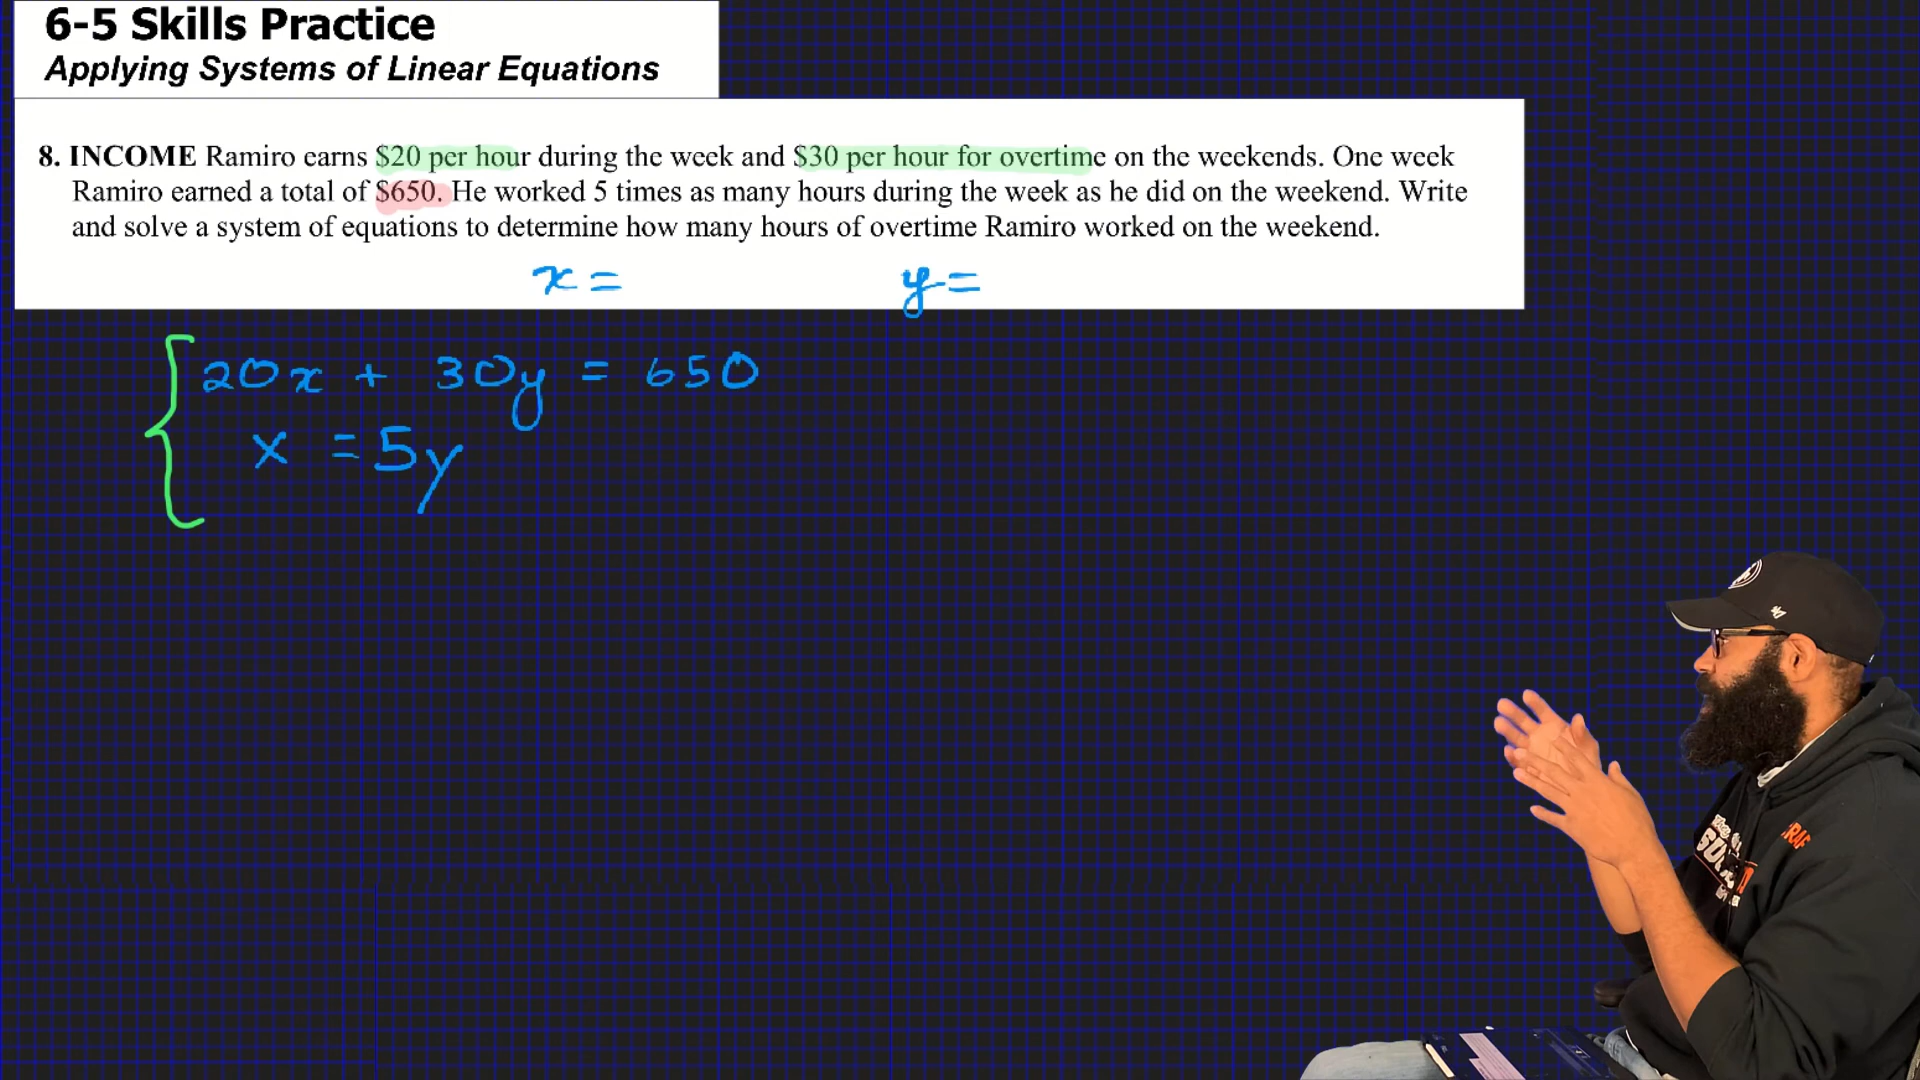 6-5 Skills Practice
Applying Systems of Linear Equations
8. INCOME Ramiro earns $20 per hour during the week and $30 per hour for overtime on the weekends. One week
Ramiro earned a total of $650. He worked 5 times as many hours during the week as he did on the weekend. Write
and solve a system of equations to determine how many hours of overtime Ramiro worked on the weekend.
x = y =
20x + 30y = 650
x = 5y